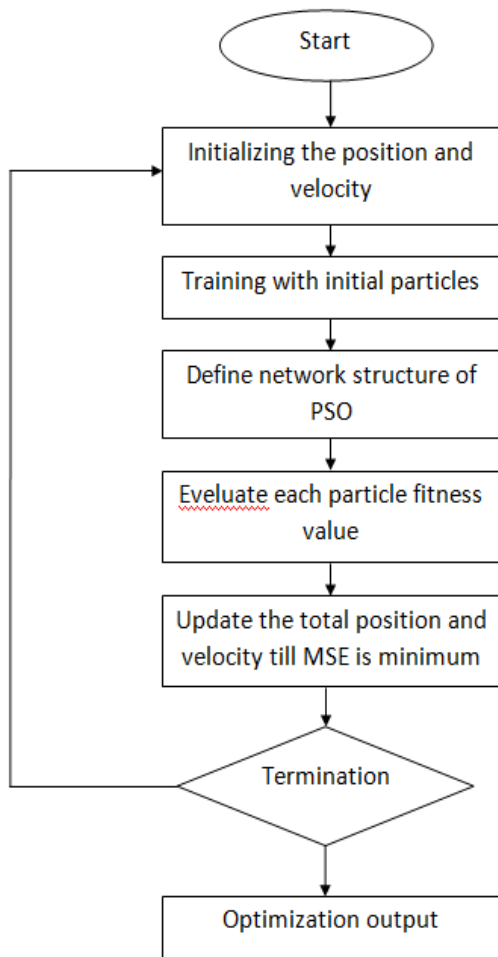 Start
Initializing the position and
velocity
Training with initial particles
Define network structure of
PSO
Eveluate each particle fitness
value
Update the total position and
velocity till MSE is minimum
Termination
Optimization output